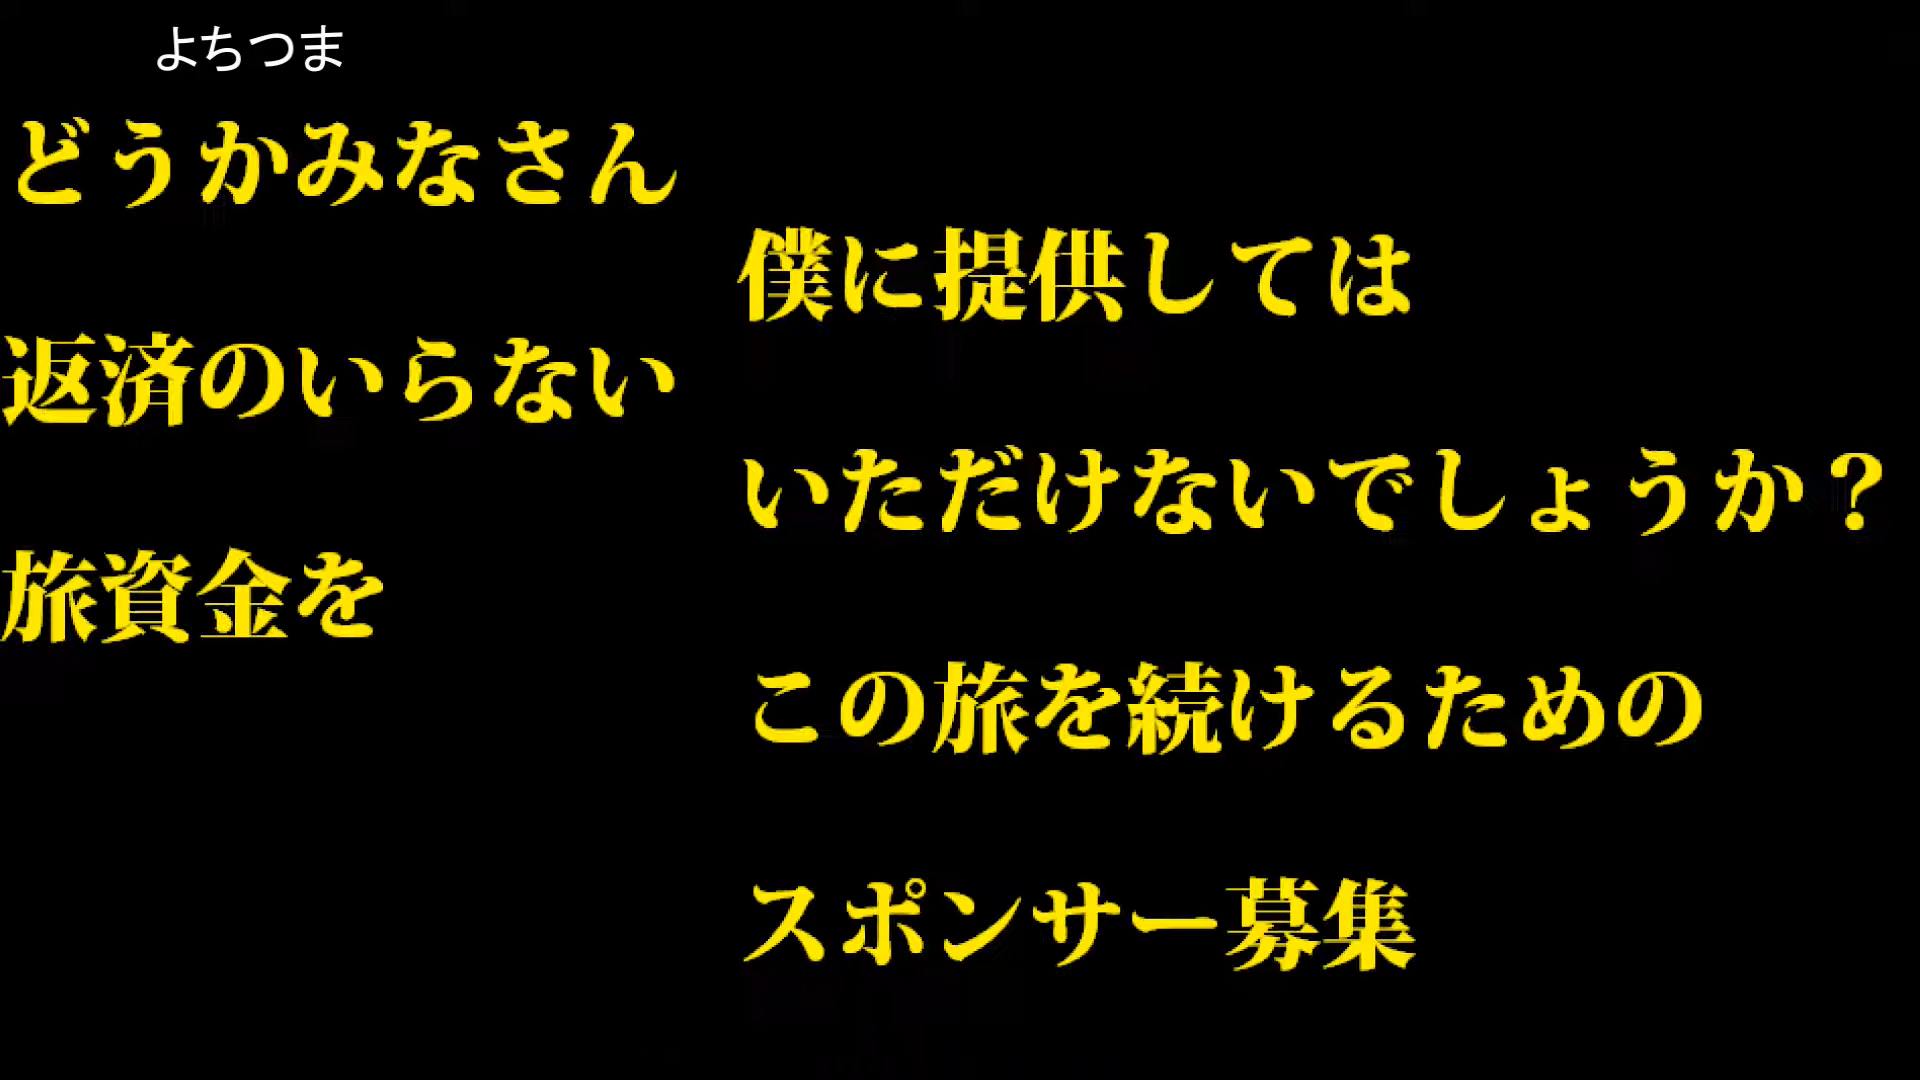 よちつま
どうかみなさん
返済のいらない
旅資金を
僕に提供しては
いただけないでしょうか？
この旅を続けるための
スポンサー募集